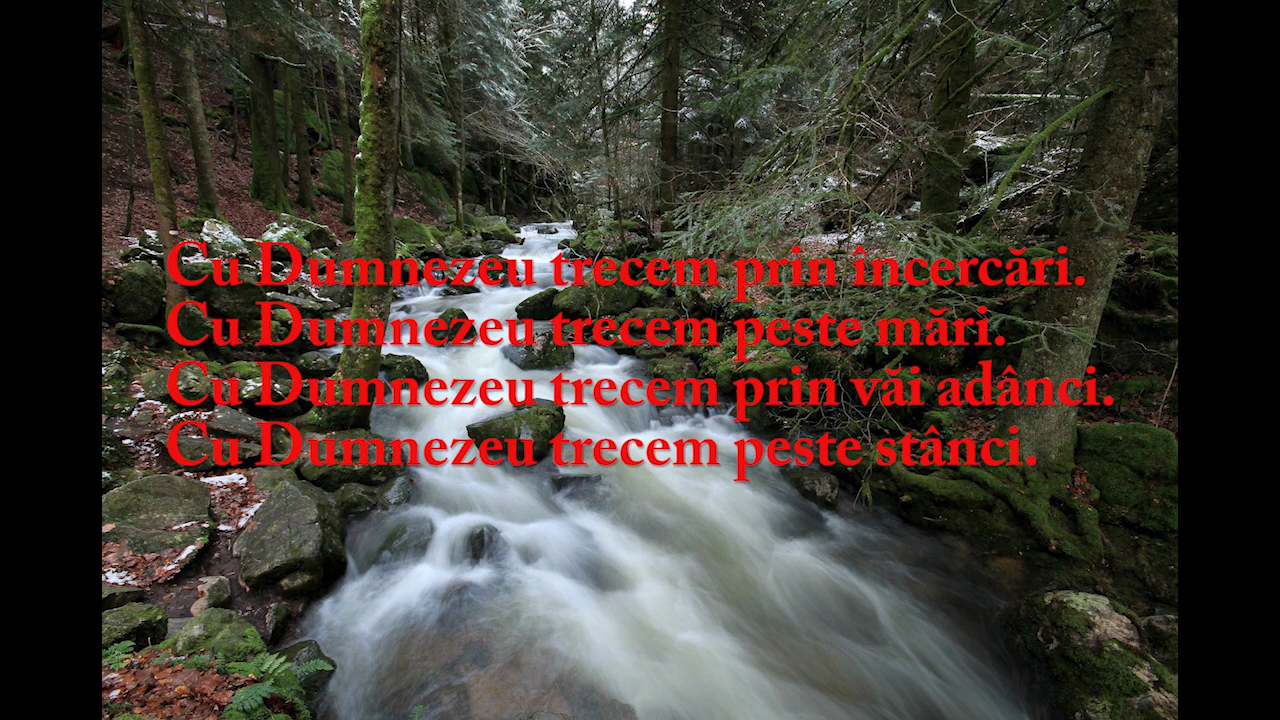 Cu Dumnezeu trecem prin încercări.
Cu Dumnezeu trecem peste mări.
Cu Dumnezeu trecem prin văi adânci.
Cu Dumnezeu trecem peste stânci.